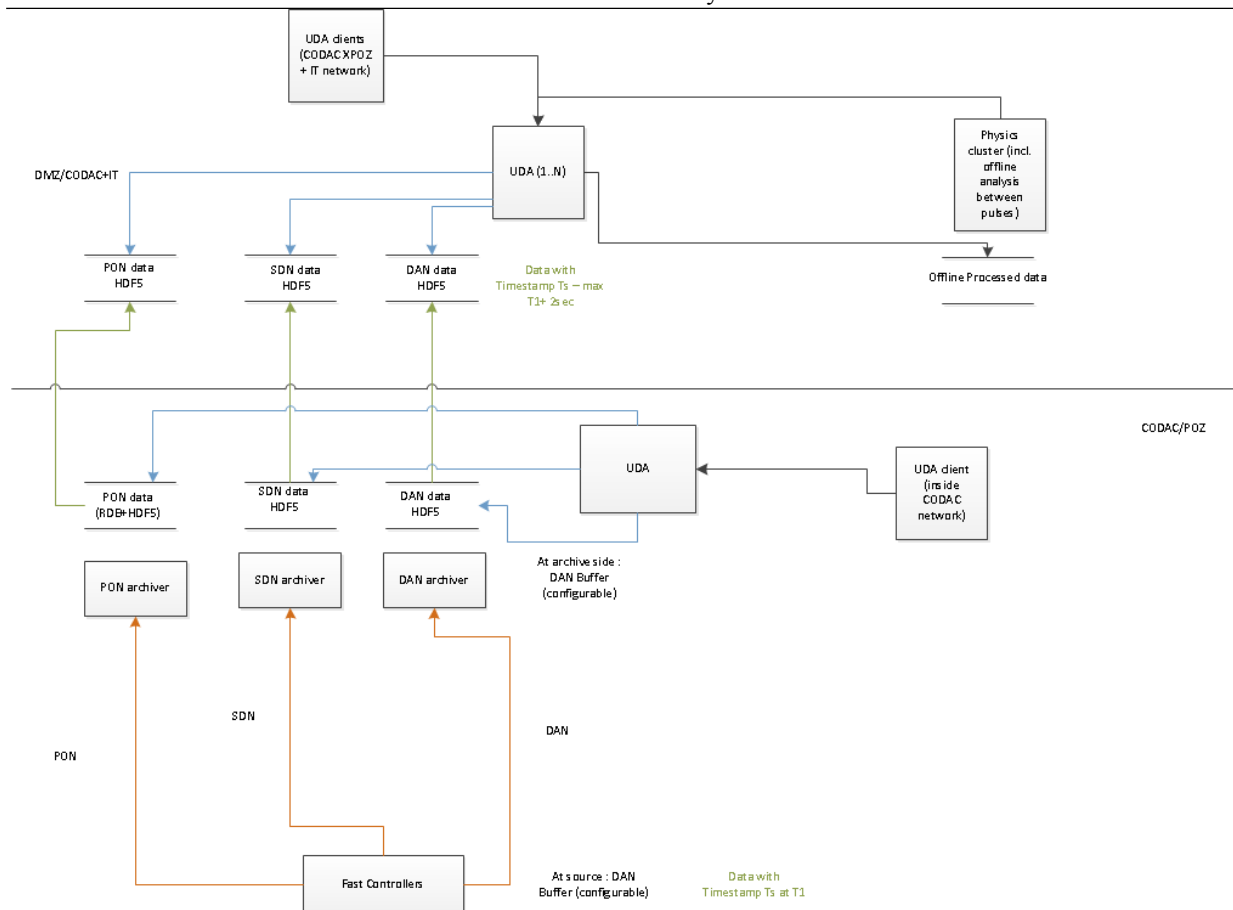 UDA clients
(CODAC XPOZ
+ IT network)
Physics
cluster (incl.
offline
analysis
between
pulses)
UDA (1..N)
DMZ/CODAC+IT
PON data
HDF5
SDN data
HDF5
DAN data
HDF5
Data with
Timestamp Ts – max
T1+ 2sec
Offline Processed data
CODAC/POZ
UDA
UDA client
(inside
CODAC
network)
PON data
(RDB+HDF5)
SDN data
HDF5
DAN data
HDF5
At archive side :
DAN Buffer
(configurable)
PON archiver
SDN archiver
DAN archiver
SDN
DAN
PON
Fast Controllers
At source : DAN
Buffer (configurable)
Data with
Timestamp Ts at T1